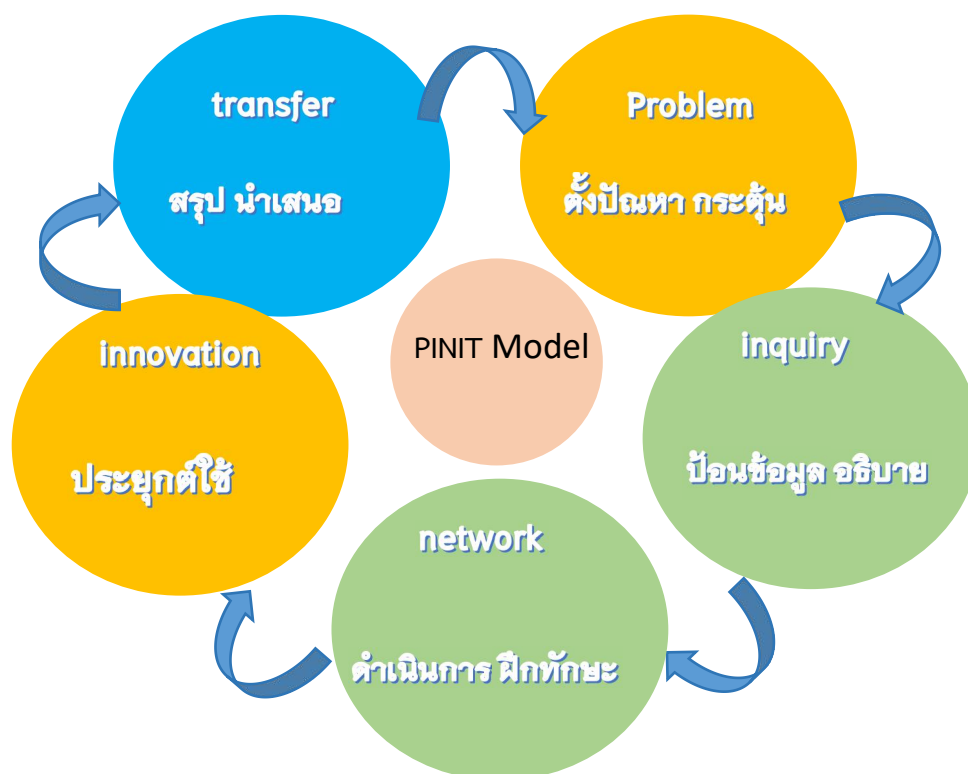 transfer
สรุป นำเสนอ
Problem
ตั้งปัณหา กระตุ้น
innovation
ประยุกต์ใช้
PINIT Model
inquiry
ป้อนข้อมูล อธิบาย
network
ดำเนินการ ฝึกทักษะ